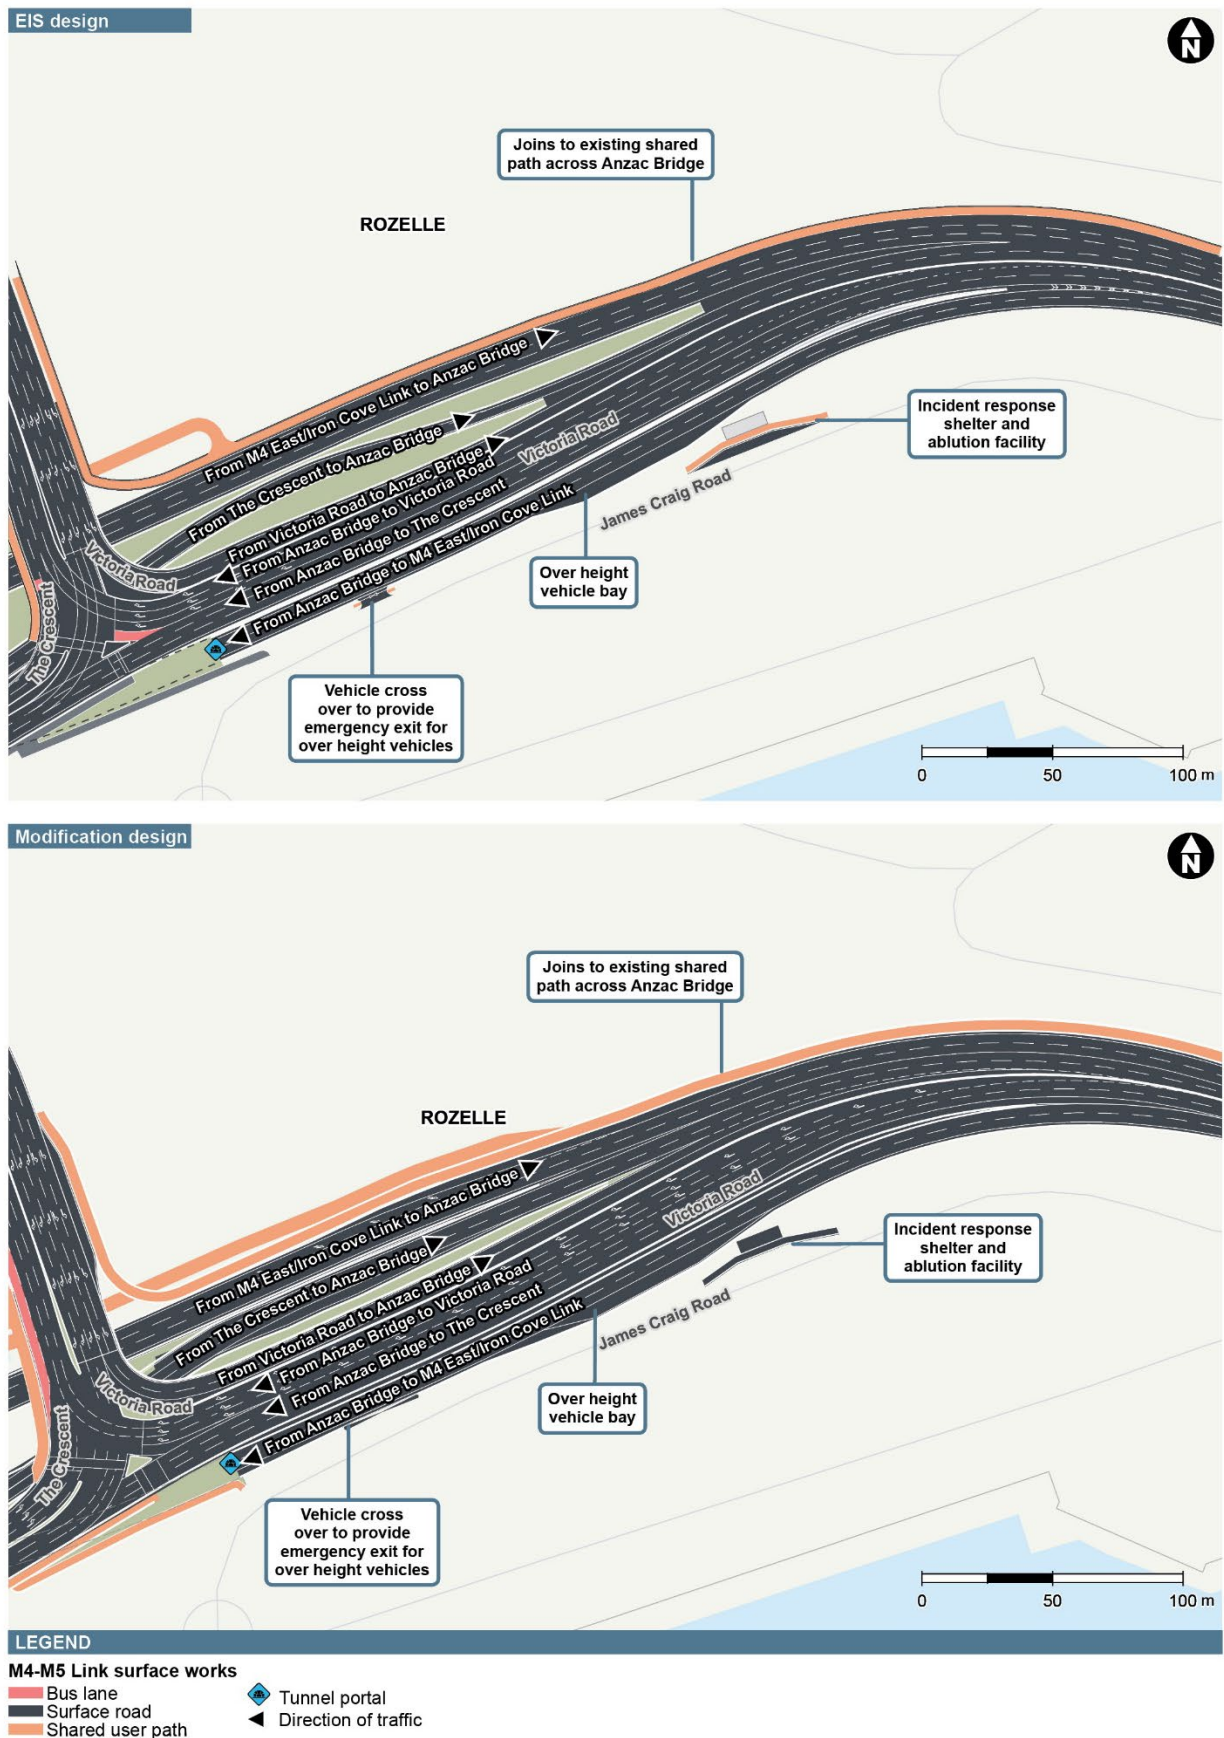 EIS design
N
Joins to existing shared
path across Anzac Bridge
ROZELLE
From M4 East/Iron Cove Link to Anzac Bridge
From The Crescent to Anzac Bridge
From Victoria Road to Anzac Bridge
From Anzac Bridge to Victoria Road
From Anzac Bridge to The Crescent
From Anzac Bridge to M4 East/Iron Cove Link
Victoria Road
Victoria Road
The Crescent
James Craig Road
Incident response
shelter and
ablution facility
Over height
vehicle bay
Vehicle cross
over to provide
emergency exit for
over height vehicles
0 50 100 m
Modification design
N
Joins to existing shared
path across Anzac Bridge
ROZELLE
From M4 East/Iron Cove Link to Anzac Bridge
From The Crescent to Anzac Bridge
From Victoria Road to Anzac Bridge
From Anzac Bridge to Victoria Road
From Anzac Bridge to The Crescent
From Anzac Bridge to M4 East/Iron Cove Link
Victoria Road
Victoria Road
The Crescent
James Craig Road
Incident response
shelter and
ablution facility
Over height
vehicle bay
Vehicle cross
over to provide
emergency exit for
over height vehicles
0 50 100 m
LEGEND
M4-M5 Link surface works
Bus lane
Surface road
Shared user path
Tunnel portal
Direction of traffic